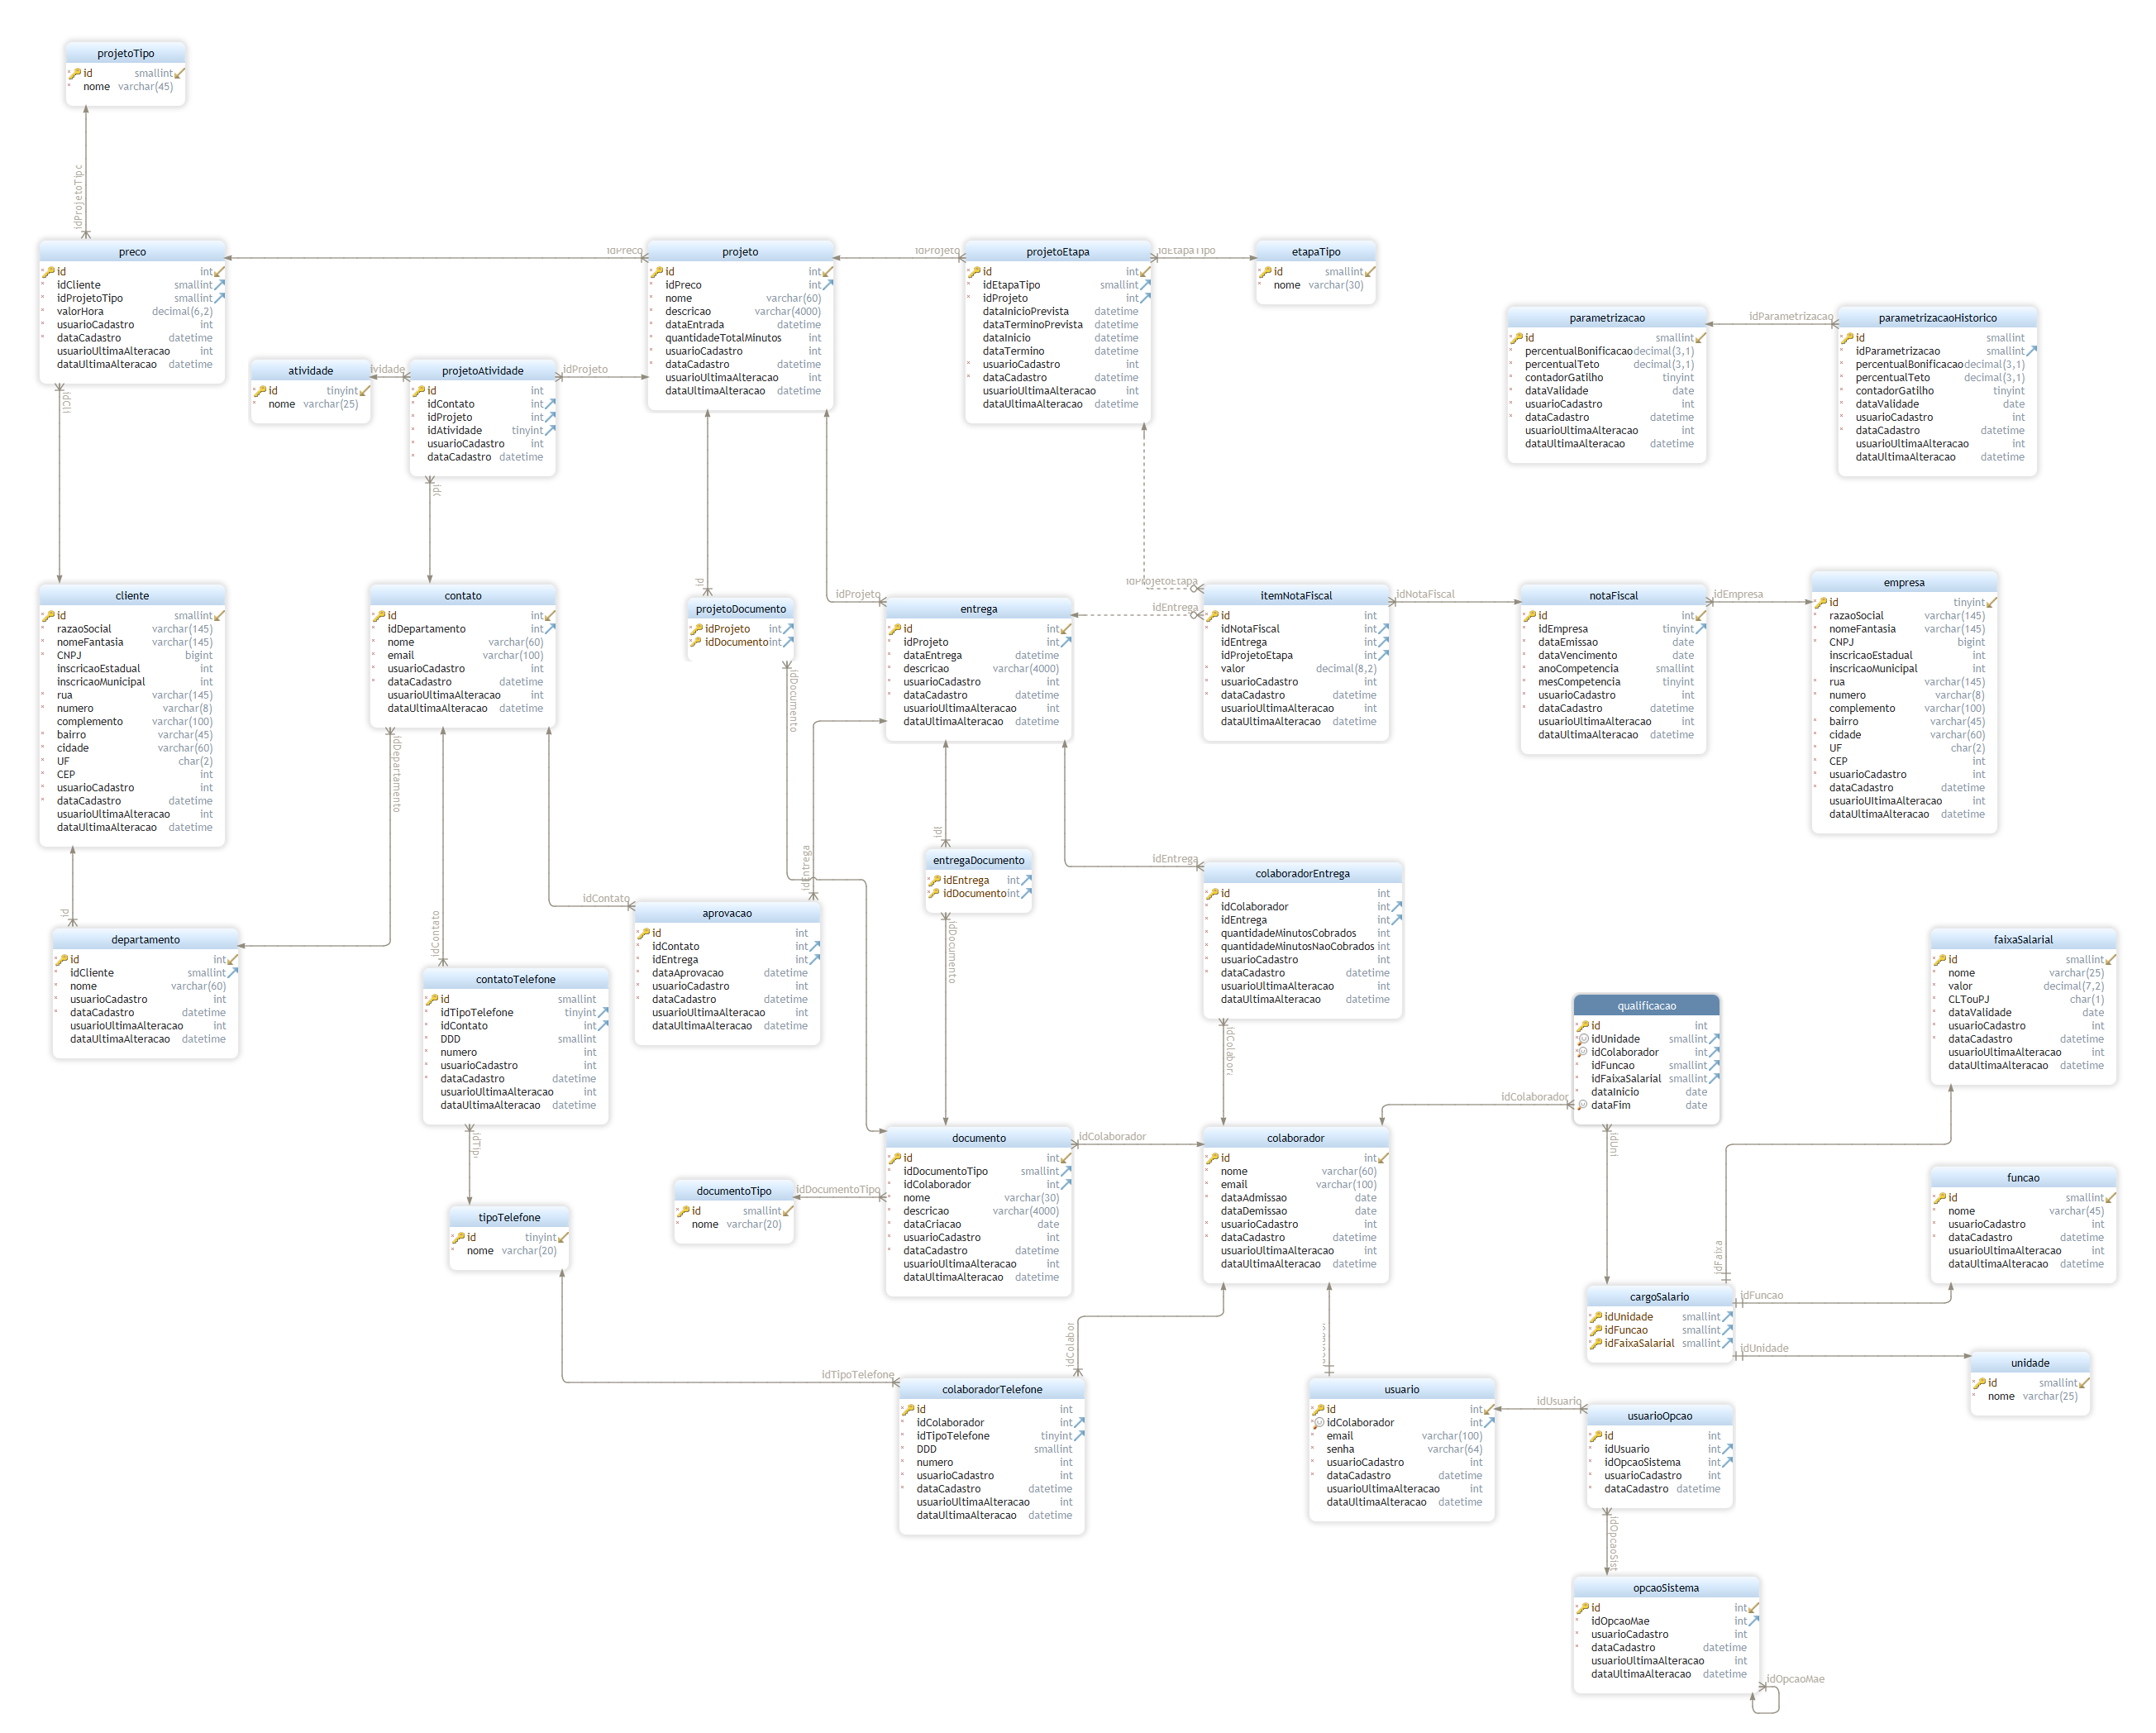 projetoTipo
id smallint
nome varchar(45)
idProjetoTipo
preco
id int
idCliente smallint
idProjetoTipo smallint
valorHora decimal(6,2)
usuarioCadastro int
dataCadastro datetime
usuarioUltimaAlteracao int
dataUltimaAlteracao datetime
idPreco
projeto
id int
idPreco int
nome varchar(60)
descricao varchar(4000)
dataEntrada datetime
quantidadeTotalMinutos int
usuarioCadastro int
dataCadastro datetime
usuarioUltimaAlteracao int
dataUltimaAlteracao datetime
idProjeto
projetoEtapa
id int
idEtapaTipo smallint
idProjeto int
dataInicioPrevista datetime
dataTerminoPrevista datetime
dataInicio datetime
dataTermino datetime
usuarioCadastro int
dataCadastro datetime
usuarioUltimaAlteracao int
dataUltimaAlteracao datetime
idEtapaTipo
etapaTipo
id smallint
nome varchar(30)
parametrizacao
id smallint
percentualBonificacao decimal(3,1)
percentualTeto decimal(3,1)
contadorGatilho tinyint
dataValidade date
usuarioCadastro int
dataCadastro datetime
usuarioUltimaAlteracao int
dataUltimaAlteracao datetime
idParametrizacao
parametrizacaoHistorico
id smallint
idParametrizacao smallint
percentualBonificacao decimal(3,1)
percentualTeto decimal(3,1)
contadorGatilho tinyint
dataValidade date
usuarioCadastro int
dataCadastro datetime
usuarioUltimaAlteracao int
dataUltimaAlteracao datetime
atividade
id tinyint
nome varchar(25)
ividade
projetoAtividade
id int
idContato int
idProjeto int
idAtividade tinyint
usuarioCadastro int
dataCadastro datetime
idProjeto
idCli
cliente
id smallint
razaoSocial varchar(145)
nomeFantasia varchar(145)
CNPJ bigint
inscricaoEstadual int
inscricaoMunicipal int
rua varchar(145)
numero varchar(8)
complemento varchar(100)
bairro varchar(45)
cidade varchar(60)
UF char(2)
CEP int
usuarioCadastro int
dataCadastro datetime
usuarioUltimaAlteracao int
dataUltimaAlteracao datetime
contato
id int
idDepartamento int
nome varchar(60)
email varchar(100)
usuarioCadastro int
dataCadastro datetime
usuarioUltimaAlteracao int
dataUltimaAlteracao datetime
idDepartamento
projetoDocumento
idProjeto int
idDocumento int
idDocumento
idProjeto
entrega
id int
idProjeto int
dataEntrega datetime
descricao varchar(4000)
usuarioCadastro int
dataCadastro datetime
usuarioUltimaAlteracao int
dataUltimaAlteracao datetime
idProjetoEtapa
idEntrega
itemNotaFiscal
id int
idNotaFiscal int
idEntrega int
idProjetoEtapa int
valor decimal(8,2)
usuarioCadastro int
dataCadastro datetime
usuarioUltimaAlteracao int
dataUltimaAlteracao datetime
idNotaFiscal
notaFiscal
id int
idEmpresa tinyint
dataEmissao date
dataVencimento date
anoCompetencia smallint
mesCompetencia tinyint
usuarioCadastro int
dataCadastro datetime
usuarioUltimaAlteracao int
dataUltimaAlteracao datetime
idEmpresa
empresa
id tinyint
razaoSocial varchar(145)
nomeFantasia varchar(145)
CNPJ bigint
inscricaoEstadual int
inscricaoMunicipal int
rua varchar(145)
numero varchar(8)
complemento varchar(100)
bairro varchar(45)
cidade varchar(60)
UF char(2)
CEP int
usuarioCadastro int
dataCadastro datetime
usuarioUltimaAlteracao int
dataUltimaAlteracao datetime
departamento
id int
idCliente smallint
nome varchar(60)
usuarioCadastro int
dataCadastro datetime
usuarioUltimaAlteracao int
dataUltimaAlteracao datetime
idContato
contatoTelefone
id smallint
idTipoTelefone tinyint
idContato int
DDD smallint
numero int
usuarioCadastro int
dataCadastro datetime
usuarioUltimaAlteracao int
dataUltimaAlteracao datetime
idTip
idContato
idEntrega
aprovacao
id int
idContato int
idEntrega int
dataAprovacao datetime
usuarioCadastro int
dataCadastro datetime
usuarioUltimaAlteracao int
dataUltimaAlteracao datetime
entregaDocumento
idEntrega int
idDocumento int
idDocumento
idEntrega
colaboradorEntrega
id int
idColaborador int
idEntrega int
quantidadeMinutosCobrados int
quantidadeMinutosNaoCobrados int
usuarioCadastro int
dataCadastro datetime
usuarioUltimaAlteracao int
dataUltimaAlteracao datetime
idColabor
qualificacao
id int
idUnidade smallint
idColaborador int
idFuncao smallint
idFaixaSalarial smallint
dataInicio date
dataFim date
idColaborador
idUni
faixaSalarial
id smallint
nome varchar(25)
valor decimal(7,2)
CLTouPJ char(1)
dataValidade date
usuarioCadastro int
dataCadastro datetime
usuarioUltimaAlteracao int
dataUltimaAlteracao datetime
tipoTelefone
id tinyint
nome varchar(20)
documentoTipo
id smallint
nome varchar(20)
idDocumentoTipo
documento
id int
idDocumentoTipo smallint
idColaborador int
nome varchar(30)
descricao varchar(4000)
dataCriacao date
usuarioCadastro int
dataCadastro datetime
usuarioUltimaAlteracao int
dataUltimaAlteracao datetime
idColaborador
colaborador
id int
nome varchar(60)
email varchar(100)
dataAdmissao date
dataDemissao date
usuarioCadastro int
dataCadastro datetime
usuarioUltimaAlteracao int
dataUltimaAlteracao datetime
funcao
id smallint
nome varchar(45)
usuarioCadastro int
dataCadastro datetime
usuarioUltimaAlteracao int
dataUltimaAlteracao datetime
idFaixa
cargoSalario
idUnidade smallint
idFuncao smallint
idFaixaSalarial smallint
idFuncao
idUnidade
unidade
id smallint
nome varchar(25)
idTipoTelefone
idColabor
colaboradorTelefone
id int
idColaborador int
idTipoTelefone tinyint
DDD smallint
numero int
usuarioCadastro int
dataCadastro datetime
usuarioUltimaAlteracao int
dataUltimaAlteracao datetime
usuario
id int
idColaborador int
email varchar(100)
senha varchar(64)
usuarioCadastro int
dataCadastro datetime
usuarioUltimaAlteracao int
dataUltimaAlteracao datetime
idUsuario
usuarioOpcao
id int
idUsuario int
idOpcaoSistema int
usuarioCadastro int
dataCadastro datetime
idOpcaoSist
opcaoSistema
id int
idOpcaoMae int
usuarioCadastro int
dataCadastro datetime
usuarioUltimaAlteracao int
dataUltimaAlteracao datetime
idOpcaoMae